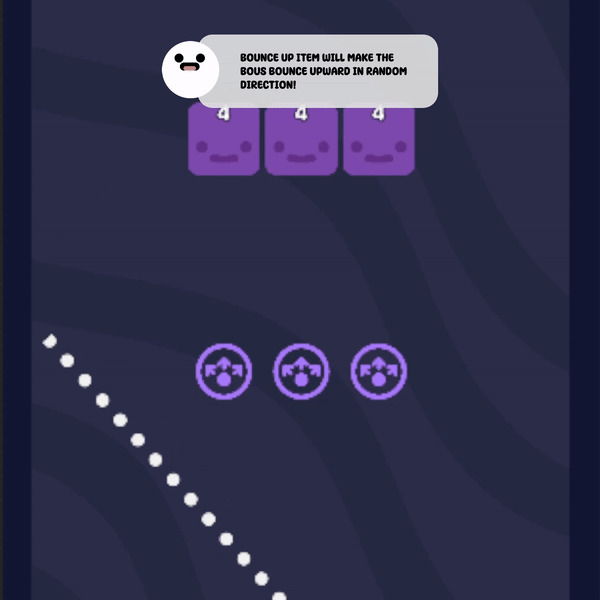 BOUNCE UP ITEM WILL MAKE THE
BOUS BOUNCE UPWARD IN RANDOM
DIRECTION!
4 4 4